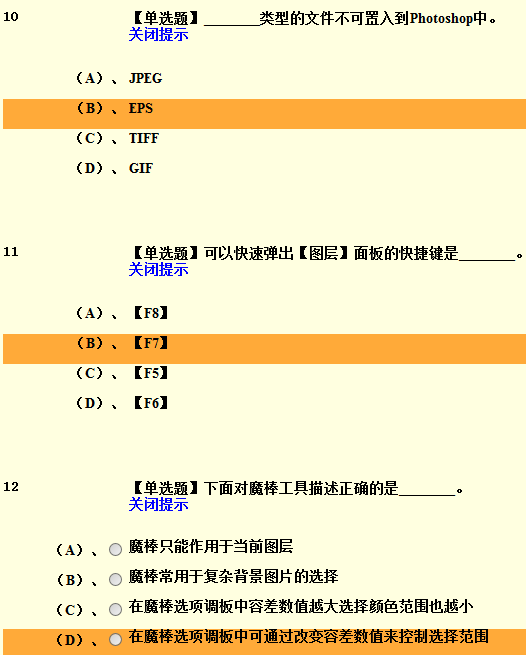 10 【单选题】________类型的文件不可置入到Photoshop中。
关闭提示
（A）、 JPEG
（B）、 EPS
（C）、 TIFF
（D）、 GIF
11 【单选题】可以快速弹出【图层】面板的快捷键是________。
关闭提示
（A）、 【F8】
（B）、 【F7】
（C）、 【F5】
（D）、 【F6】
12 【单选题】下面对魔棒工具描述正确的是________。
关闭提示
（A）、 魔棒只能作用于当前图层
（B）、 魔棒常用于复杂背景图片的选择
（C）、 在魔棒选项调板中容差数值越大选择颜色范围也越小
（D）、 在魔棒选项调板中可通过改变容差数值来控制选择范围